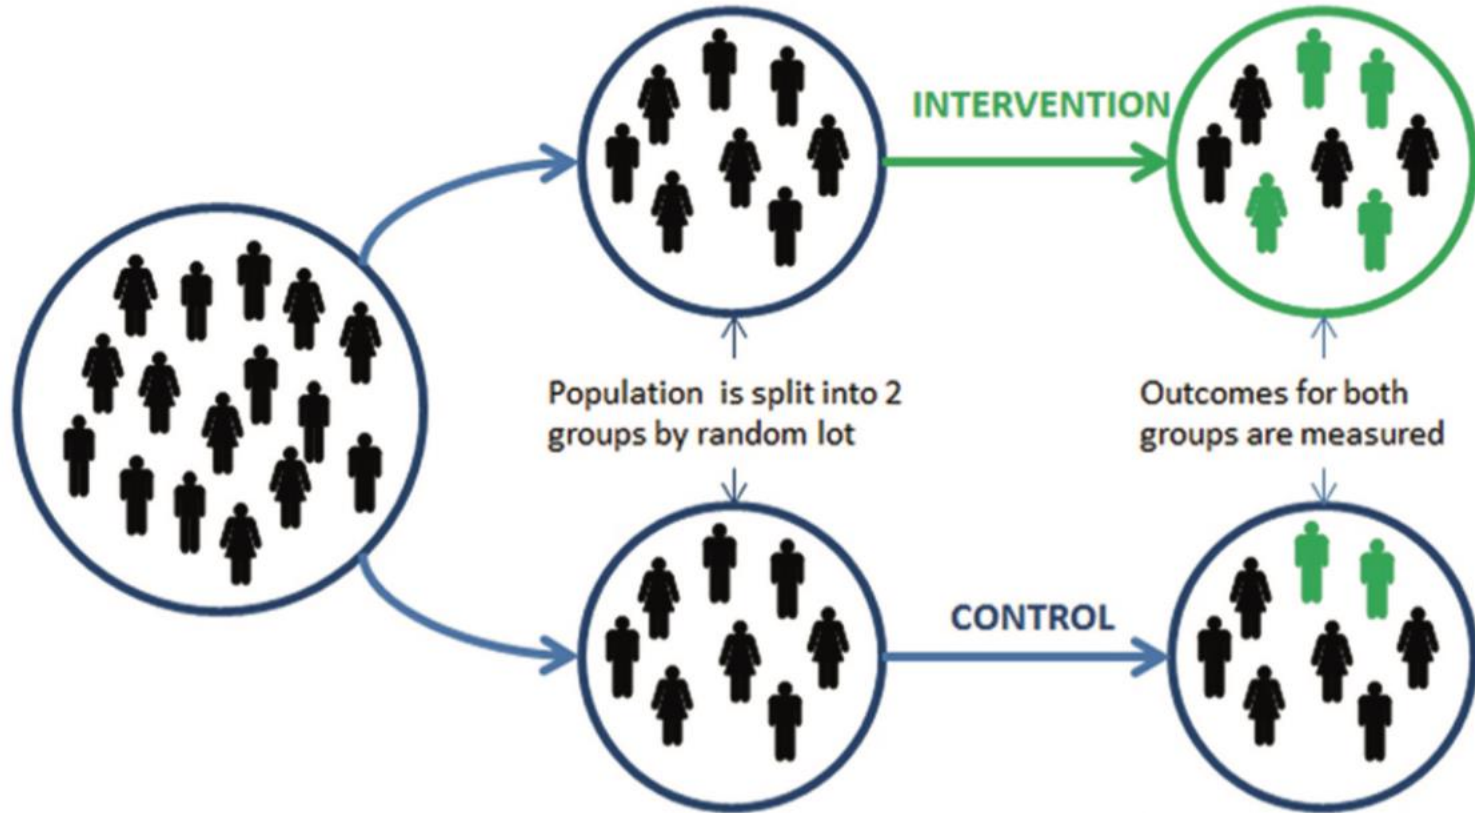 INTERVENTION
Population is split into 2
groups by random lot
Outcomes for both
groups are measured
CONTROL